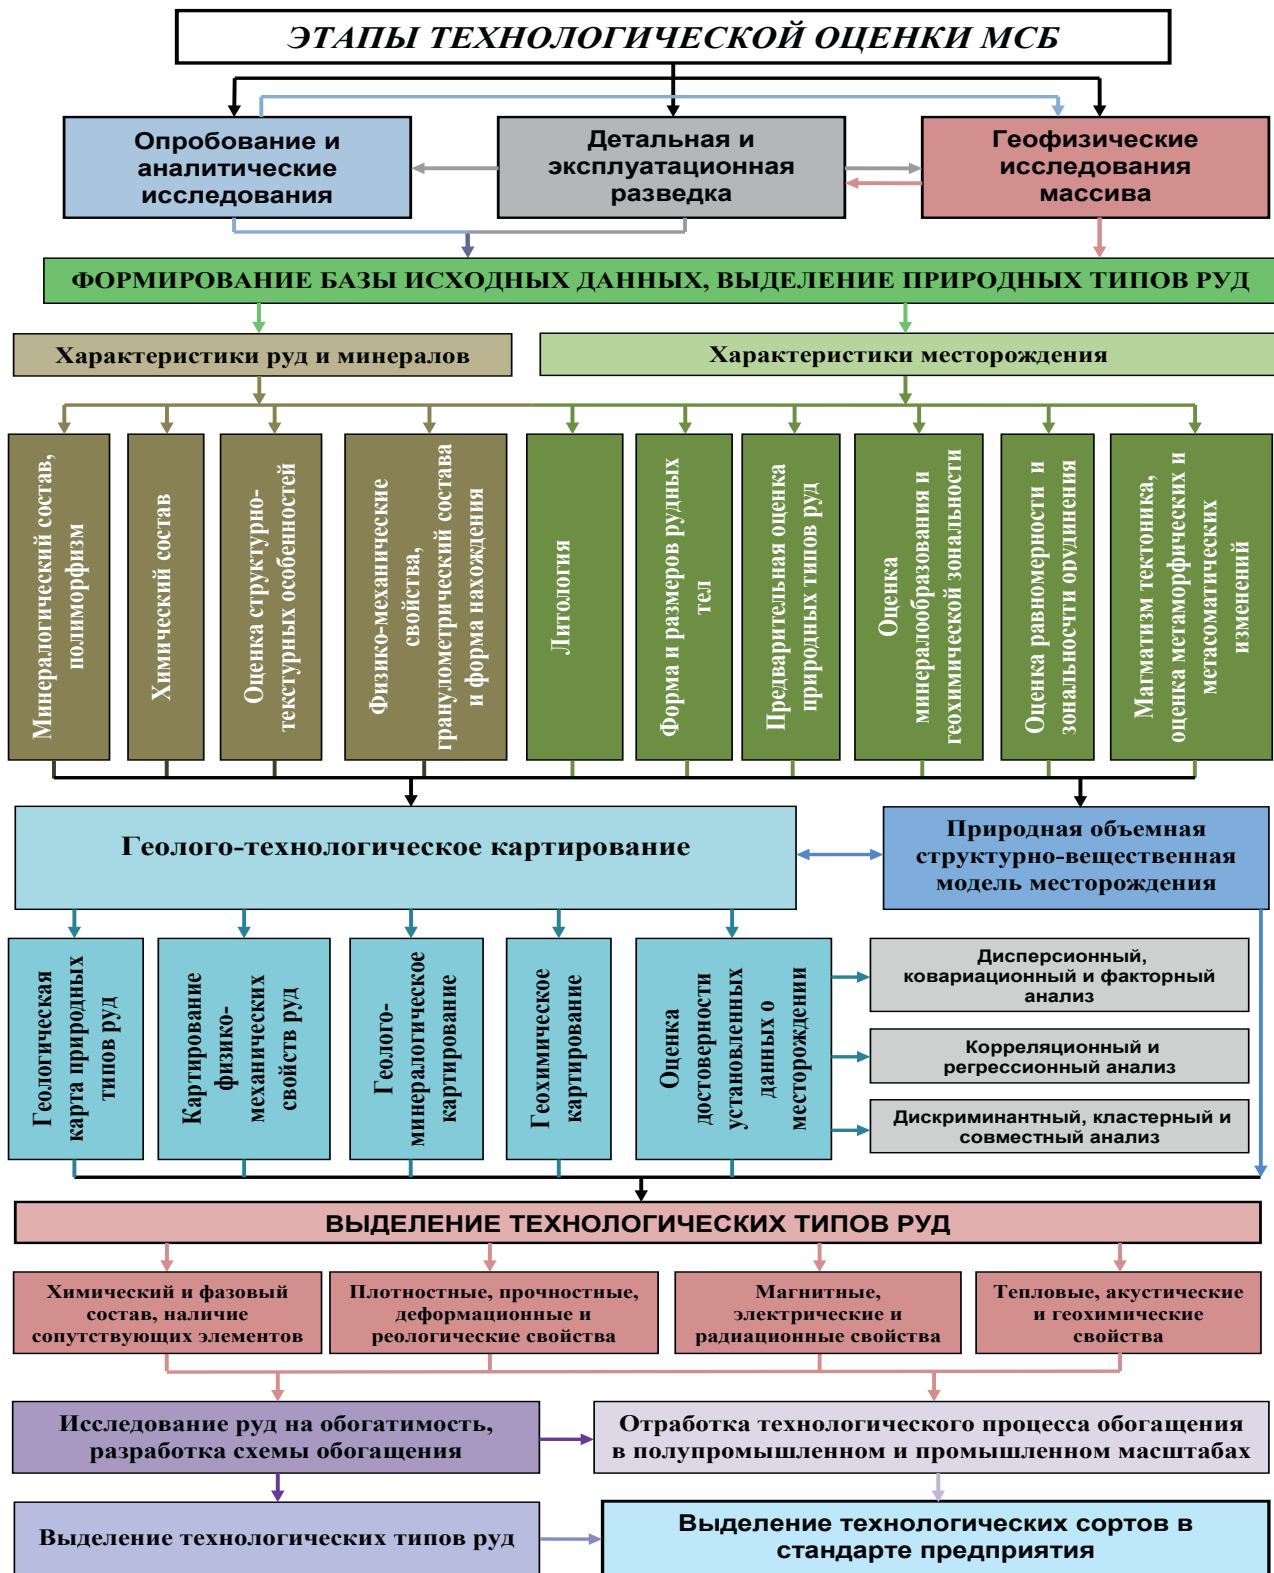 ЭТАПЫ ТЕХНОЛОГИЧЕСКОЙ ОЦЕНКИ МСБ
Опробование и
аналитические
исследования
Детальная и
эксплуатационная
разведка
Геофизические
исследования
массива
ФОРМИРОВАНИЕ БАЗЫ ИСХОДНЫХ ДАННЫХ, ВЫДЕЛЕНИЕ ПРИРОДНЫХ ТИПОВ РУД
Характеристики руд и минералов
Характеристики месторождения
Минералогический состав,
полиморфизм
Химический состав
Оценка структурно-
текстурных особенностей
Физико-механические
свойства,
гранулометрический состава
и форма нахождения
Литология
Форма и размеров рудных
тел
Предварительная оценка
природных типов руд
Оценка
минералообразования и
геохимической зональности
Оценка равномерности и
зональносчти орудинения
Магматизм тектоника,
оценка метаморфических и
метасоматических
изменений
Геолого-технологическое картирование
Природная объемная
структурно-вещественная
модель месторождения
Геологическая
карта природных
типов руд
Картирование
физико-
механических
свойств руд
Геолого-
минералогическое
картирование
Геохимическое
картирование
Оценка
достоверности
установленных
данных о
месторождении
Дисперсионный,
ковариационный и факторный
анализ
Корреляционный и
регрессионный анализ
Дискриминантный, кластерный и
совместный анализ
ВЫДЕЛЕНИЕ ТЕХНОЛОГИЧЕСКИХ ТИПОВ РУД
Химический и фазовый
состав, наличие
сопутствующих элементов
Плотностные, прочностные,
деформационные и
реологические свойства
Магнитные,
электрические и
радиационные свойства
Тепловые, акустические
и геохимические
свойства
Исследование руд на обогатимость,
разработка схемы обогащения
Отработка технологического процесса обогащения
в полупромышленном и промышленном масштабах
Выделение технологических типов руд
Выделение технологических сортов в
стандарте предприятия